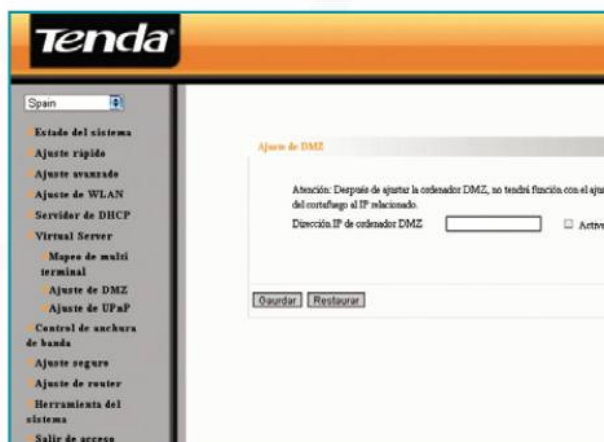 Tenda
Spain
Estado del sistema
Ajuste rápido
Ajuste avanzado
Ajuste de WLAN
Servidor de DHCP
Virtual Server
Mapeo de multi
terminal
Ajuste de DMZ
Ajuste de UPnP
Control de anchura
de banda
Ajuste seguro
Ajuste de router
Herramienta del
sistema
Salir de acceso
Ajuste de DMZ
Atención: Después de ajustar la ordenador DMZ, no tendrá función con el ajus
del cortafuego al IP relacionado.
Dirección IP de ordenador DMZ
Active
Gaurdar Restaurar